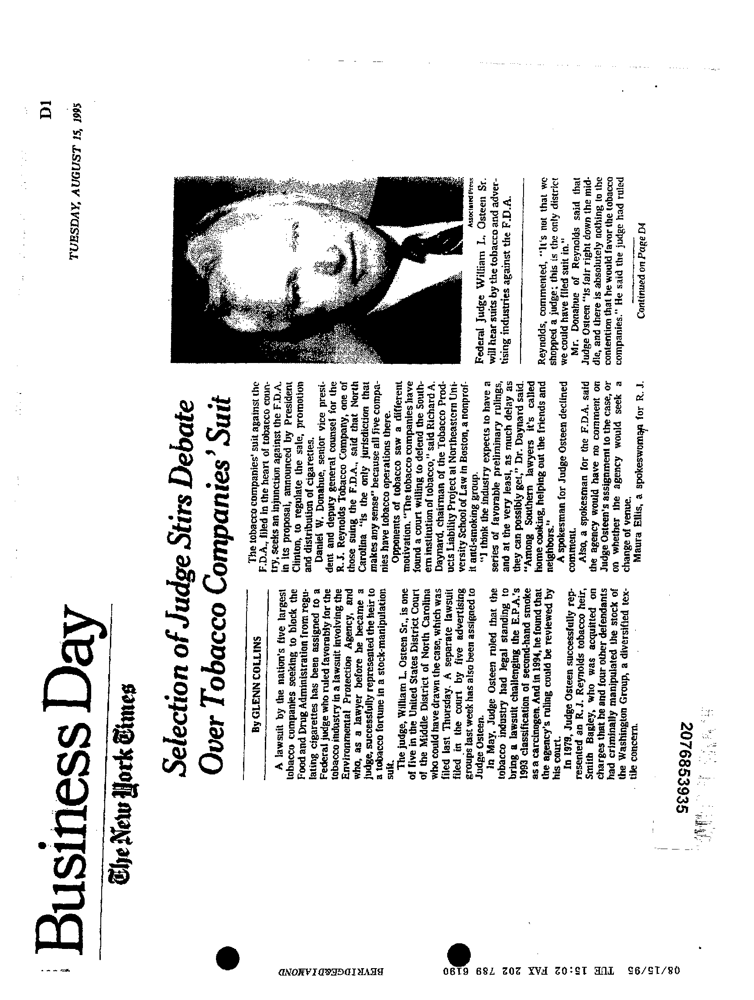 Business Day
D1
The New York Times
TUESDAY, AUGUST 15, 1995
Selection of Judge Stirs Debate
Over Tobacco Companies' Suit
By GLENN COLLINS
A lawsuit by the nation's five largest
tobacco companies seeking to block the
Food and Drug Administration from regu-
lating cigarettes has been assigned to a
Federal judge who ruled favorably for the
tobacco industry in a lawsuit involving the
Environmental Protection Agency, and
who, as a lawyer before he became a
judge, successfully represented the heir to
a tobacco fortune in a stock-manipulation
suit.
The judge, William L. Osteen Sr., is one
of five in the United States District Court
of the Middle District of North Carolina
who could have drawn the case, which was
filed last Thursday. A separate lawsuit
filed in the court by five advertising
groups last week has also been assigned to
Judge Osteen.
In May, Judge Osteen ruled that the
tobacco industry had legal standing to
bring a lawsuit challenging the E.P.A.'s
1993 classification of second-hand smoke
as a carcinogen. And in 1994, he found that
the agency's ruling could be reviewed by
his court.
In 1979, Judge Osteen successfully rep-
resented an R.J. Reynolds tobacco heir,
Smith Bagley, who was acquitted on
charges that he and four other defendants
had criminally manipulated the stock of
the Washington Group, a diversified tex-
tile concern.
The tobacco companies' suit against the
F.D.A., filed in the heart of tobacco coun-
try, seeks an injunction against the F.D.A.
in its proposal, announced by President
Clinton, to regulate the sale, promotion
and distribution of cigarettes.
Daniel W. Donahue, senior vice presi-
dent and deputy general counsel for the
R.J. Reynolds Tobacco Company, one of
those suing the F.D.A., said that North
Carolina "is the only jurisdiction that
makes any sense" because all five compa-
nies have tobacco operations there.
Opponents of tobacco saw a different
motivation. "The tobacco companies have
found a court willing to defend the South-
ern institution of tobacco," said Richard A.
Daynard, chairman of the Tobacco Prod-
ucts Liability Project at Northeastern Uni-
versity School of Law in Boston, a nonprof-
it anti-smoking group.
"I think the industry expects to have a
series of favorable preliminary rulings,
and at the very least, as much delay as
they can possibly get," Dr. Daynard said.
"Among Southern lawyers it's called
home cooking, helping out the friends and
neighbors."
A spokesman for Judge Osteen declined
comment.
Also, a spokesman for the F.D.A. said
the agency would have no comment on
Judge Osteen's assignment to the case, or
on whether the agency would seek a
change of venue.
Maura Ellis, a spokeswoman for R.J.
Associated Press
Federal Judge William L. Osteen Sr.
will hear suits by the tobacco and adver-
tising industries against the F.D.A.
Reynolds, commented, "It's not that we
shopped a judge; this is the only district
we could have filed suit in."
Mr. Donahue of Reynolds said that
Judge Osteen "is fair right down the mid-
dle, and there is absolutely nothing to the
contention that he would favor the tobacco
companies." He said the judge had ruled
Continued on Page D4
2076853935
08/15/95 TUE 15:02 FAX 202 789 6190
BEVERIDGE&DIAMOND